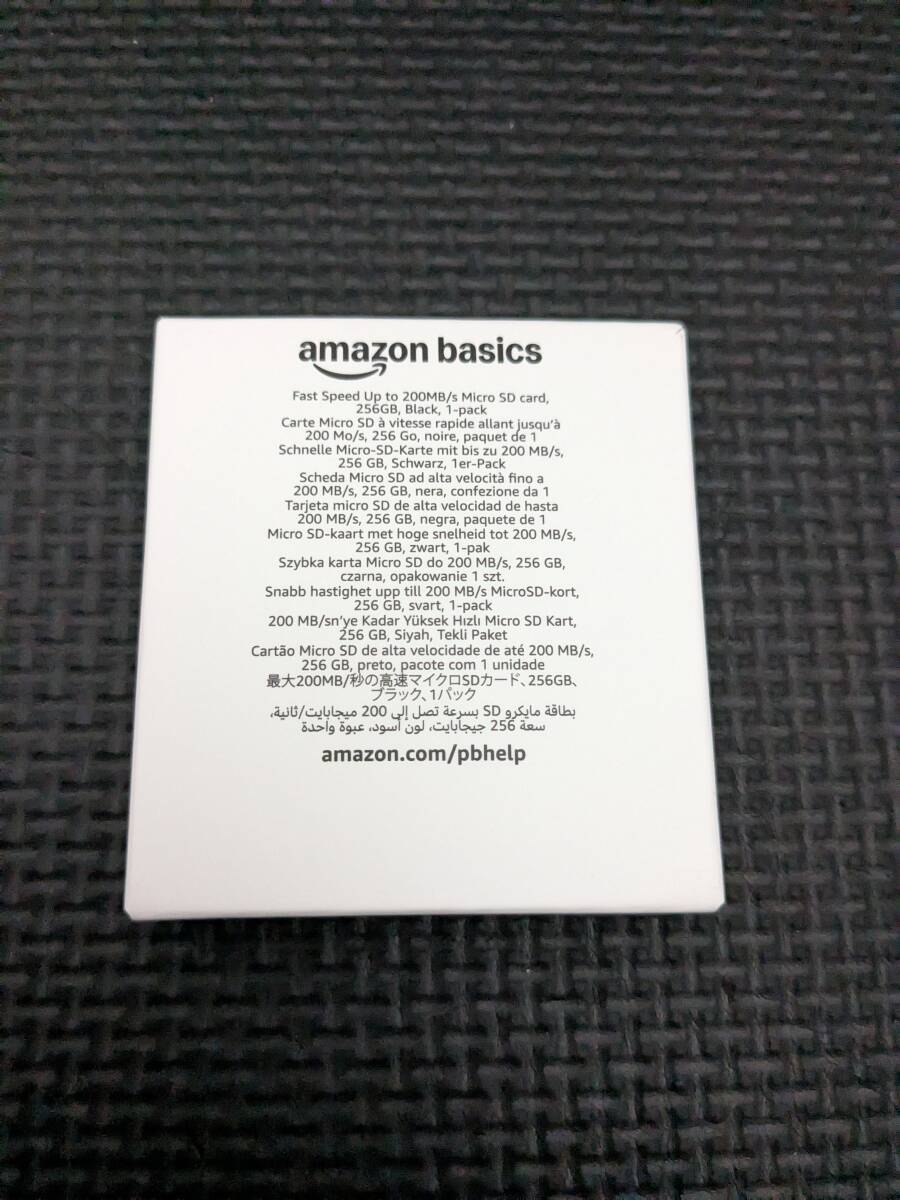 amazon basics
Fast Speed Up to 200MB/s Micro SD card,
256GB, Black, 1-pack
Carte Micro SD à vitesse rapide allant jusqu'à
200 Mo/s, 256 Go, noire, paquet de 1
Schnelle Micro-SD-Karte mit bis zu 200 MB/s,
256 GB, Schwarz, 1er-Pack
Scheda Micro SD ad alta velocità fino a
200 MB/s, 256 GB, nera, confezione da 1
Tarjeta micro SD de alta velocidad de hasta
200 MB/s, 256 GB, negra, paquete de 1
Micro SD-kaart met hoge snelheid tot 200 MB/s,
256 GB, zwart, 1-pak
Szybka karta Micro SD do 200 MB/s, 256 GB,
czarna, opakowanie 1 szt.
Snabb hastighet upp till 200 MB/s MicroSD-kort,
256 GB, svart, 1-pack
200 MB/sn'ye Kadar Yüksek Hızlı Micro SD Kart,
256 GB, Siyah, Tekli Paket
Cartão Micro SD de alta velocidade de até 200 MB/s,
256 GB, preto, pacote com 1 unidade
最大200MB/秒の高速マイクロSDカード、256GB、
ブラック、1パック
بطاقة مايكرو SD بسرعة تصل إلى 200 ميجابايت/ثانية،
سعة 256 جيجابايت، لون أسود، عبوة واحدة
amazon.com/pbhelp